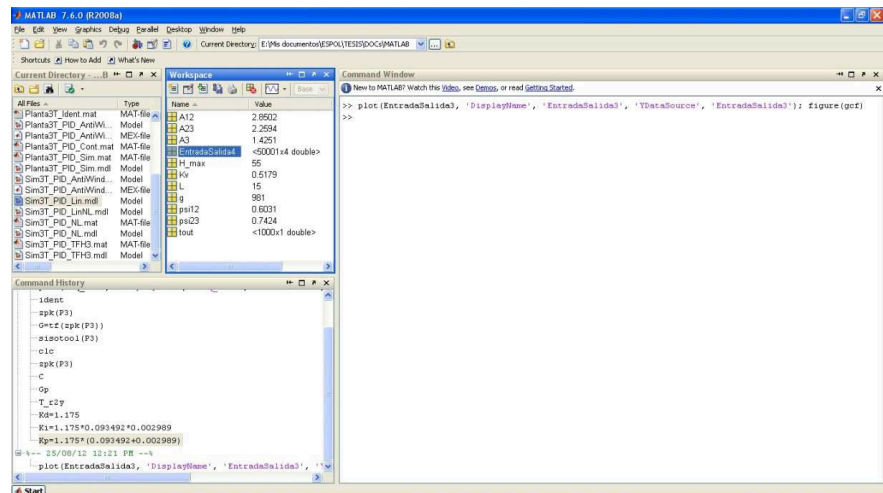 MATLAB 7.6.0 (R2008a)
File Edit View Graphics Debug Parallel Desktop Window Help
Current Directory: E:\Mis documentos\ESPOL\TESIS\DOCs\MATLAB
Shortcuts How to Add What's New
Current Directory - ...B
All Files Type
Planta3T_Ident.mat MAT-file
Planta3T_PID_AntiWi... Model
Planta3T_PID_AntiWi... MEX-file
Planta3T_PID_Cont.mat MAT-file
Planta3T_PID_Sim.mat MAT-file
Planta3T_PID_Sim.mdl Model
Sim3T_PID_AntiWind... Model
Sim3T_PID_AntiWind... MEX-file
Sim3T_PID_Lin.mdl Model
Sim3T_PID_LinNL.mdl Model
Sim3T_PID_NL.mat MAT-file
Sim3T_PID_NL.mdl Model
Sim3T_PID_TFH3.mat MAT-file
Sim3T_PID_TFH3.mdl Model
Workspace
Base
Name Value
A12 2.8502
A23 2.2594
A3 1.4251
EntradaSalida4 <50001x4 double>
H_max 55
Kv 0.5179
L 15
g 981
psi12 0.6031
psi23 0.7424
tout <1000x1 double>
Command History
ident
zpk(P3)
G=tf(zpk(P3))
sisotool(P3)
clc
zpk(P3)
C
Gp
T_r2y
Kd=1.175
Ki=1.175*0.093492*0.002989
Kp=1.175*(0.093492+0.002989)
%-- 25/08/12 12:21 PM --%
plot(EntradaSalida3, 'DisplayName', 'EntradaSalida3', '
Command Window
New to MATLAB? Watch this Video, see Demos, or read Getting Started.
>> plot(EntradaSalida3, 'DisplayName', 'EntradaSalida3', 'YDataSource', 'EntradaSalida3'); figure(gcf)
>>
Start